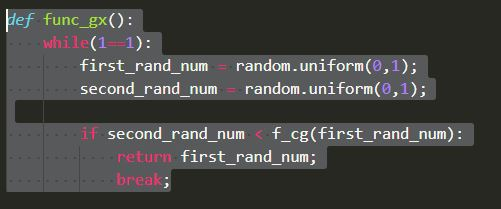 def func_gx():
    while(1==1):
        first_rand_num = random.uniform(0,1);
        second_rand_num = random.uniform(0,1);

        if second_rand_num < f_cg(first_rand_num):
            return first_rand_num;
            break;